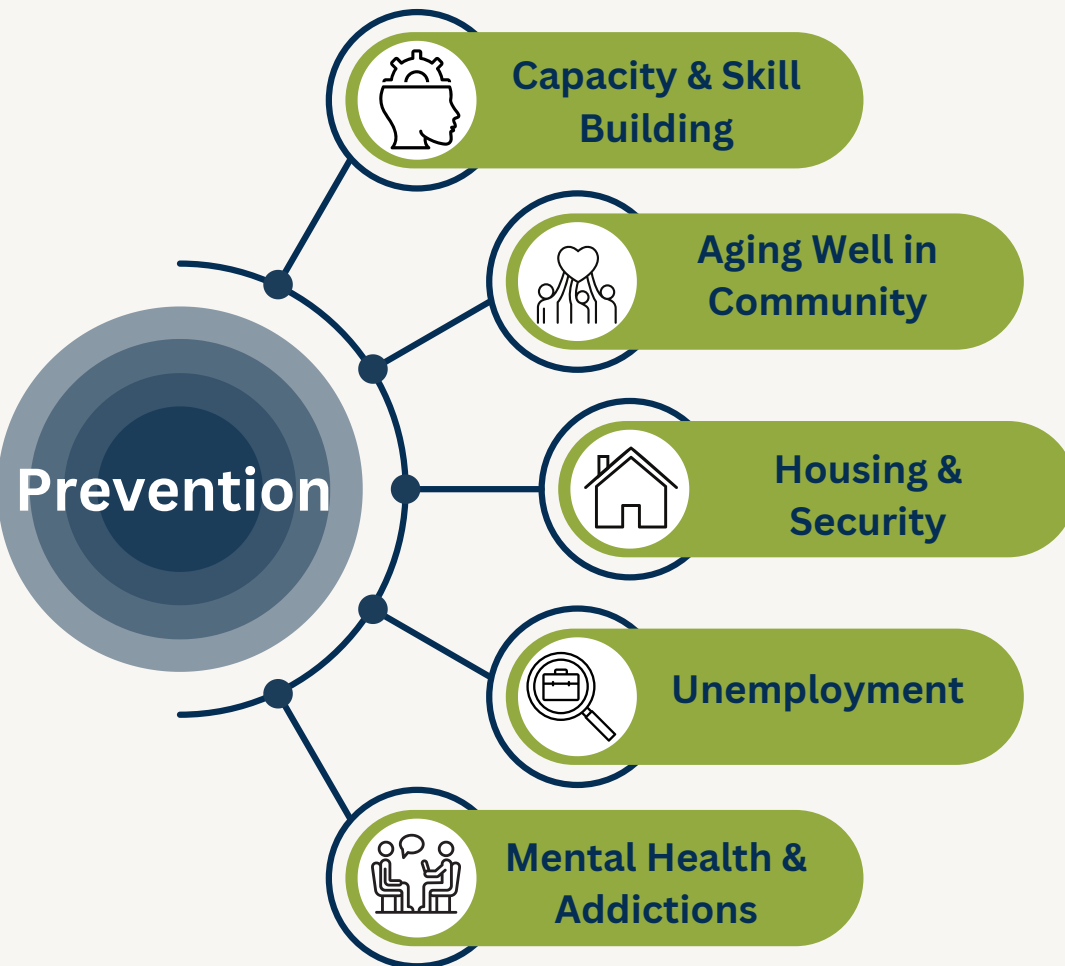 Capacity & Skill
Building
Aging Well in
Community
Prevention
Housing &
Security
Unemployment
Mental Health &
Addictions